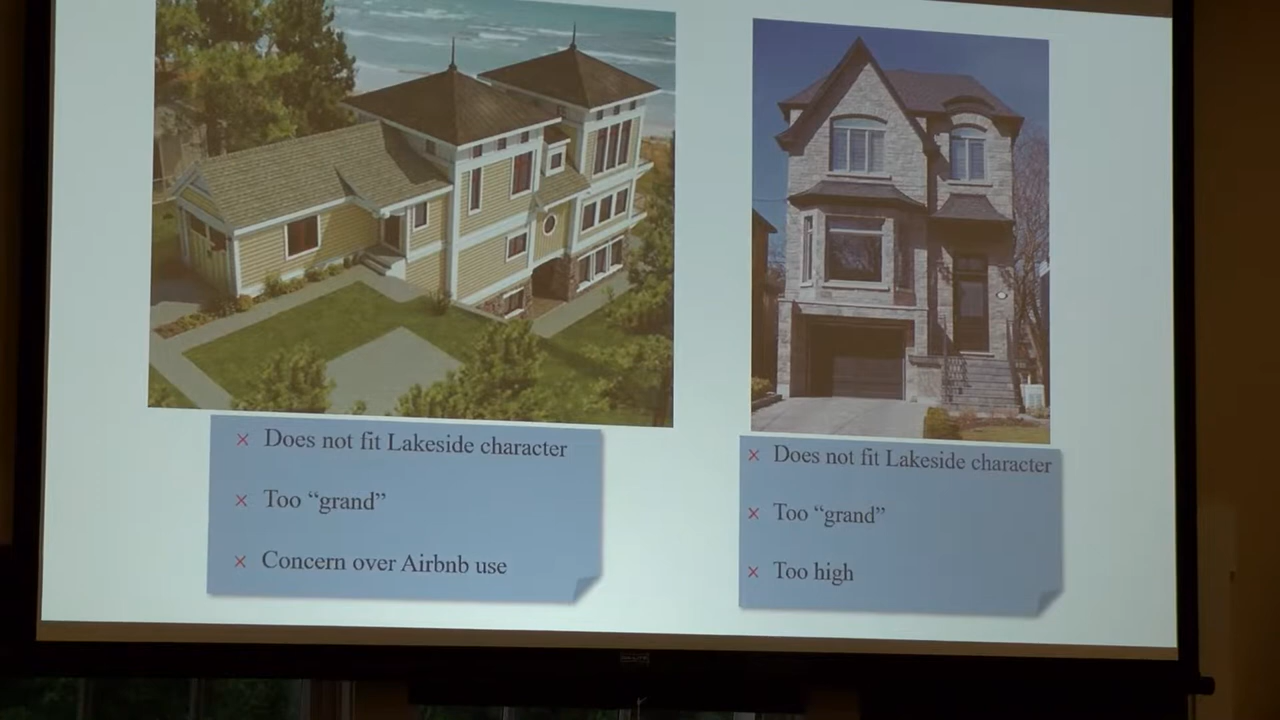 × Does not fit Lakeside character
× Too “grand”
× Concern over Airbnb use
× Does not fit Lakeside character
× Too “grand”
× Too high